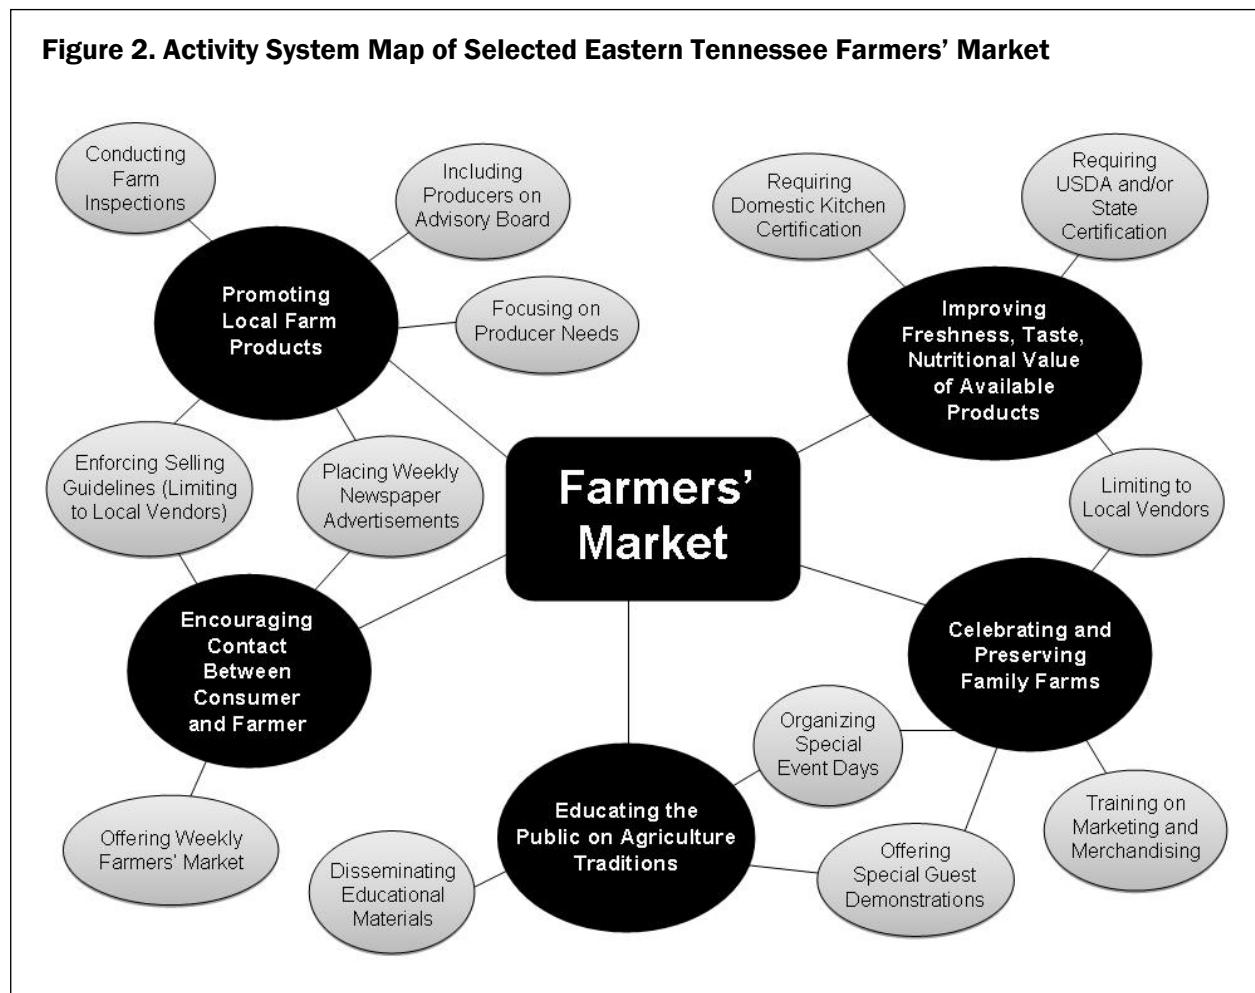 Figure 2. Activity System Map of Selected Eastern Tennessee Farmers’ Market
Conducting
Farm
Inspections
Including
Producers on
Advisory Board
Requiring
Domestic Kitchen
Certification
Requiring
USDA and/or
State
Certification
Promoting
Local Farm
Products
Focusing on
Producer Needs
Improving
Freshness, Taste,
Nutritional Value
of Available
Products
Enforcing Selling
Guidelines (Limiting
to Local Vendors)
Placing Weekly
Newspaper
Advertisements
Farmers’
Market
Limiting to
Local Vendors
Encouraging
Contact
Between
Consumer
and Farmer
Celebrating and
Preserving
Family Farms
Organizing
Special
Event Days
Offering Weekly
Farmers’ Market
Disseminating
Educational
Materials
Educating the
Public on Agriculture
Traditions
Offering
Special Guest
Demonstrations
Training on
Marketing and
Merchandising